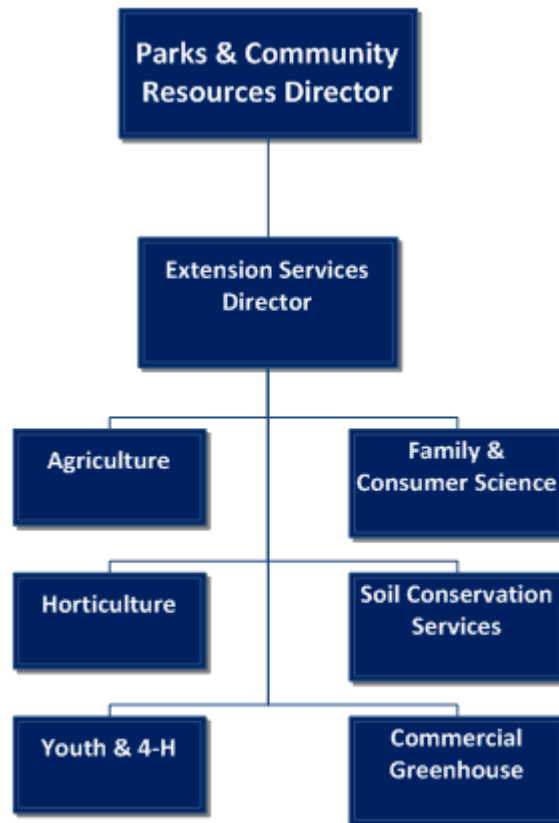 Parks & Community
Resources Director
Extension Services
Director
Agriculture
Family &
Consumer Science
Horticulture
Soil Conservation
Services
Youth & 4-H
Commercial
Greenhouse